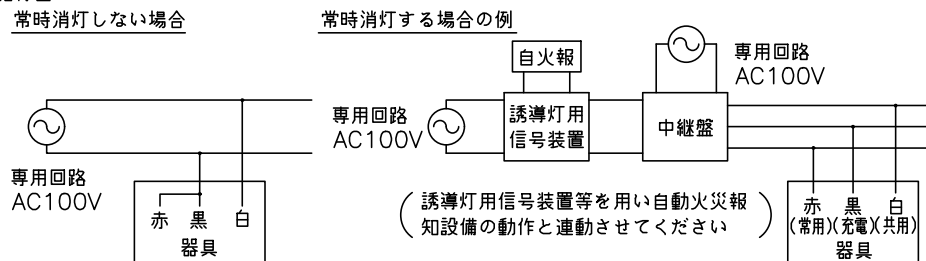 常時消灯しない場合
専用回路
AC100V
赤 黒 白
器具
常時消灯する場合の例
自火報
専用回路
AC100V
専用回路
AC100V
誘導灯用
信号装置
中継盤
(誘導灯用信号装置等を用い自動火災報
知設備の動作と連動させてください)
赤 黒 白
(常用)(充電)(共用)
器具